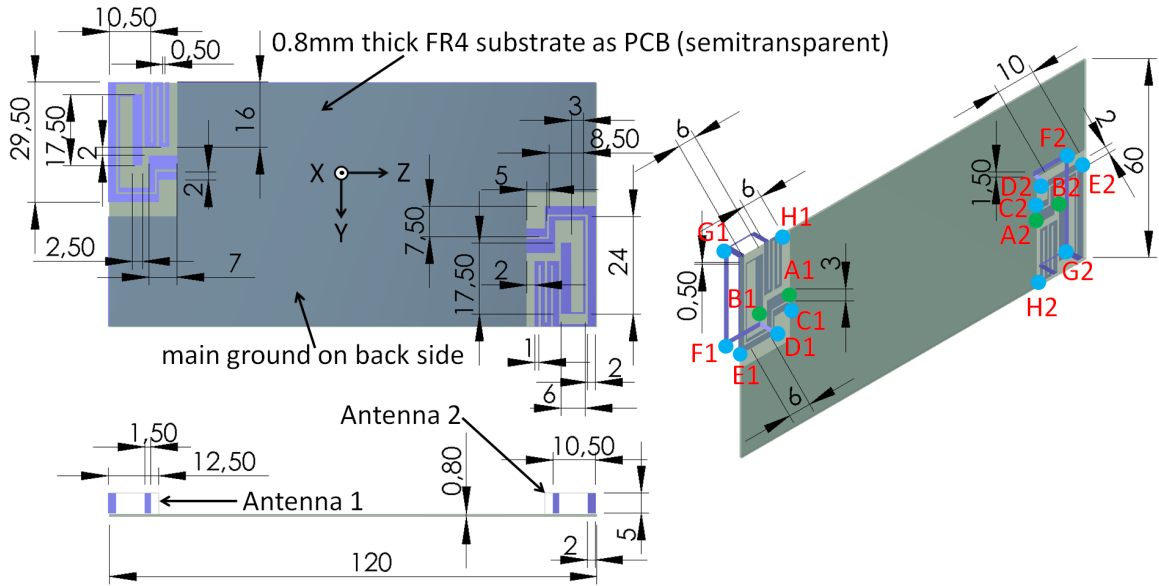 10,50
0,50
0.8mm thick FR4 substrate as PCB (semitransparent)
29,50
17,50
2
16
3
8,50
5
X
Z
Y
2
7,50
2,50
7
17,50
2
24
main ground on back side
1
2
6
Antenna 2
1,50
12,50
0,80
10,50
Antenna 1
5
120
2
10
6
2
F2
60
6
1,50
D2
B2
E2
C2
A2
G1
H1
A1
3
0,50
B1
C1
G2
H2
F1
E1
D1
6